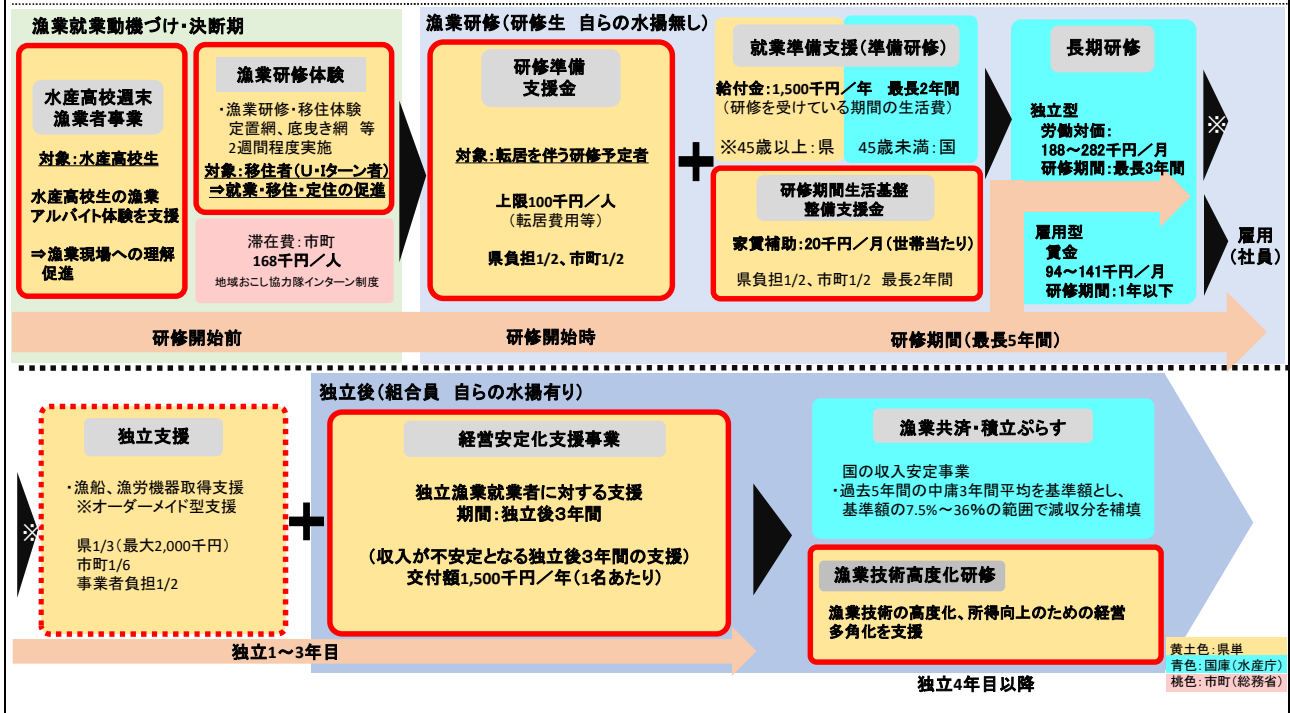 漁業就業動機づけ・決断期
水産高校週末
漁業者事業
対象：水産高校生
水産高校生の漁業
アルバイト体験を支援
⇒漁業現場への理解
促進
漁業研修体験
・漁業研修・移住体験
定置網、底曳き網　等
2週間程度実施
対象：移住者（U・Iターン者）
⇒就業・移住・定住の促進
滞在費：市町
168千円／人
地域おこし協力隊インターン制度
漁業研修（研修生　自らの水揚無し）
研修準備
支援金
対象：転居を伴う研修予定者
上限100千円／人
（転居費用等）
県負担1/2、市町1/2
＋
就業準備支援（準備研修）
給付金：1,500千円／年　最長2年間
（研修を受けている期間の生活費）
※45歳以上：県　45歳未満：国
研修期間生活基盤
整備支援金
家賃補助：20千円／月（世帯当たり）
県負担1/2、市町1/2　最長2年間
長期研修
独立型
労働対価：
188～282千円／月
研修期間：最長3年間
雇用型
賃金
94～141千円／月
研修期間：1年以下
※
雇用
（社員）
研修開始前
研修開始時
研修期間（最長5年間）
※
独立支援
・漁船、漁労機器取得支援
※オーダーメイド型支援
県1/3（最大2,000千円）
市町1/6
事業者負担1/2
＋
独立後（組合員　自らの水揚有り）
経営安定化支援事業
独立漁業就業者に対する支援
期間：独立後3年間
（収入が不安定となる独立後3年間の支援）
交付額1,500千円／年（1名あたり）
漁業共済・積立ぷらす
国の収入安定事業
・過去5年間の中庸3年間平均を基準額とし、
基準額の7.5%～36%の範囲で減収分を補填
漁業技術高度化研修
漁業技術の高度化、所得向上のための経営
多角化を支援
独立1～3年目
独立4年目以降
黄土色：県単
青色：国庫（水産庁）
桃色：市町（総務省）